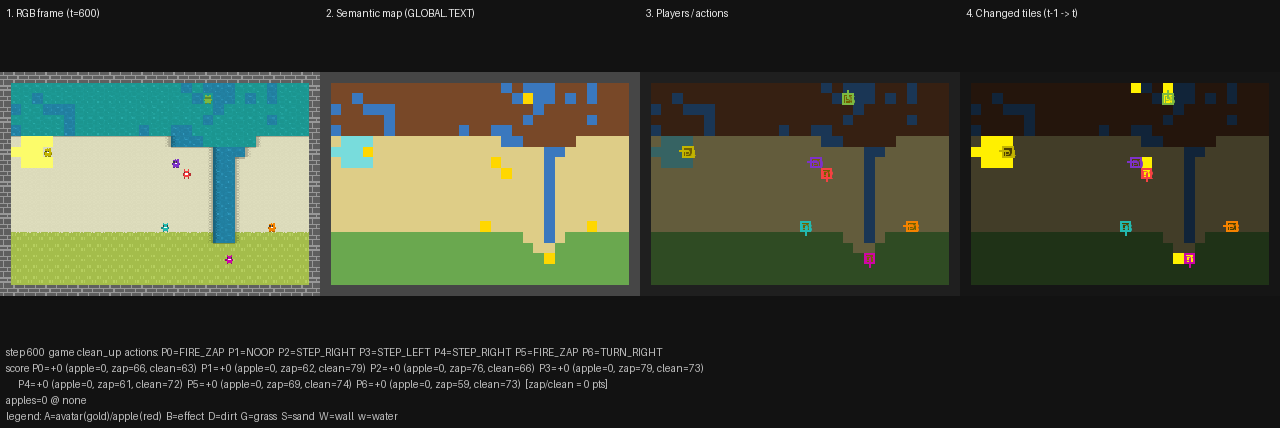 1. RGB frame (t=600)
2. Semantic map (GLOBAL.TEXT)
3. Players / actions
4. Changed tiles (t-1 -> t)
step 600  game clean_up  actions: P0=FIRE_ZAP  P1=NOOP  P2=STEP_RIGHT  P3=STEP_LEFT  P4=STEP_RIGHT  P5=FIRE_ZAP  P6=TURN_RIGHT
score P0=+0 (apple=0, zap=66, clean=63)  P1=+0 (apple=0, zap=62, clean=79)  P2=+0 (apple=0, zap=76, clean=66)  P3=+0 (apple=0, zap=79, clean=73)
P4=+0 (apple=0, zap=61, clean=72)  P5=+0 (apple=0, zap=69, clean=74)  P6=+0 (apple=0, zap=59, clean=73)  [zap/clean = 0 pts]
apples=0 @ none
legend: A=avatar(gold)/apple(red)  B=effect  D=dirt  G=grass  S=sand  W=wall  w=water